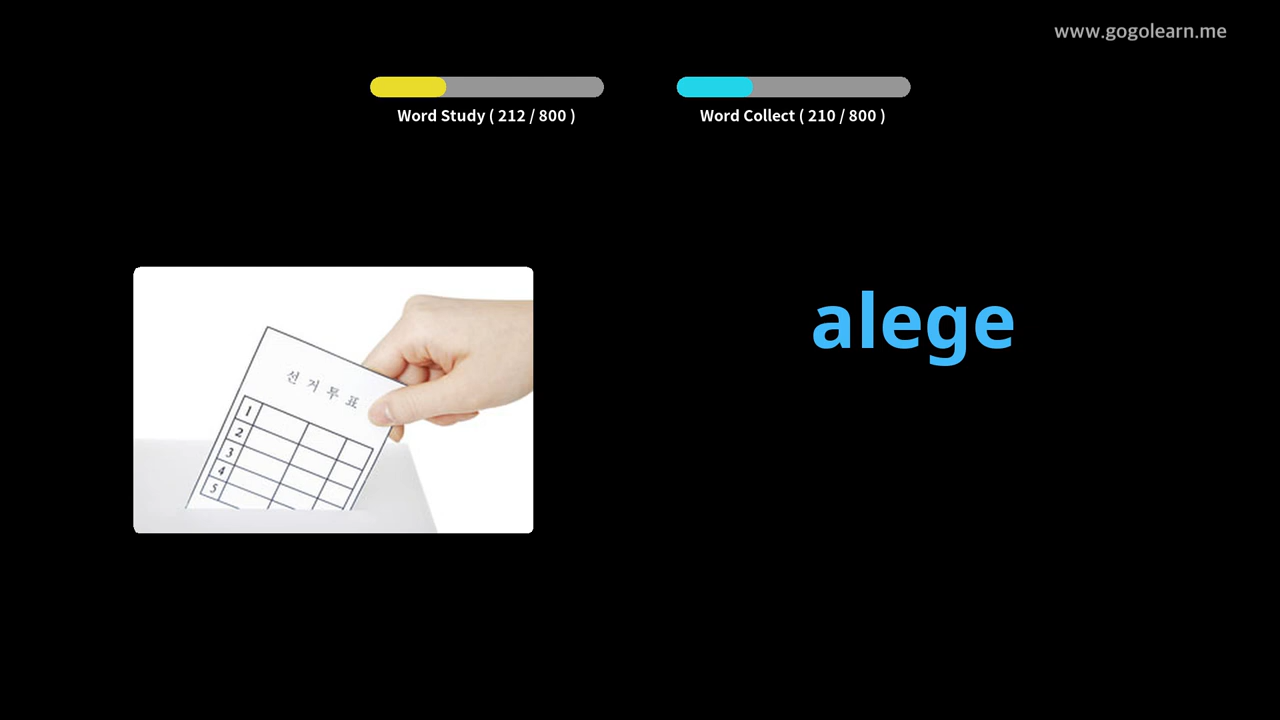 www.gogolearn.me
Word Study ( 212 / 800 )
Word Collect ( 210 / 800 )
alege
선거투표
1
2
3
4
5